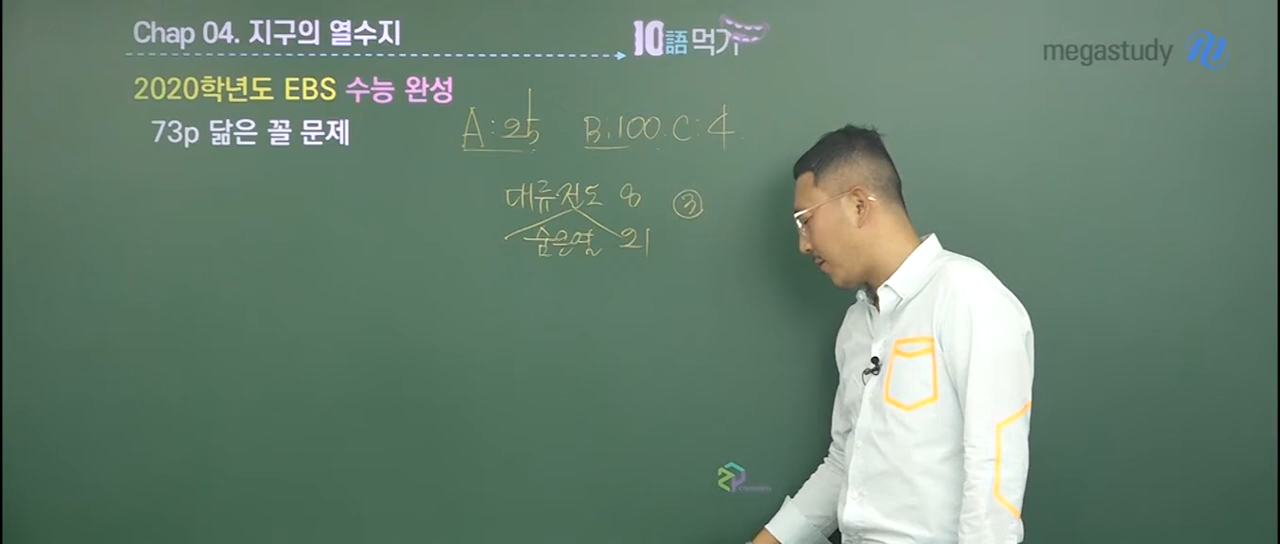 Chap 04. 지구의 열수지
10語먹기
megastudy
2020학년도 EBS 수능 완성
73p 닮은 꼴 문제
A:25 B:100. C:4
대류전도 8 ③
숨은열 21